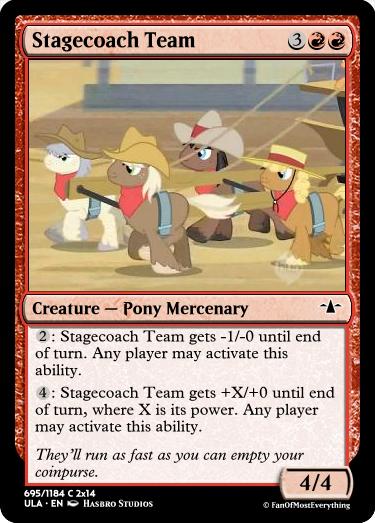 Stagecoach Team 3
Creature — Pony Mercenary
2: Stagecoach Team gets -1/-0 until end
of turn. Any player may activate this
ability.
4: Stagecoach Team gets +X/+0 until end
of turn, where X is its power. Any player
may activate this ability.
They'll run as fast as you can empty your
coinpurse.
4/4
695/1184 C 2x14
ULA • EN HASBRO STUDIOS
© FanOfMostEverything